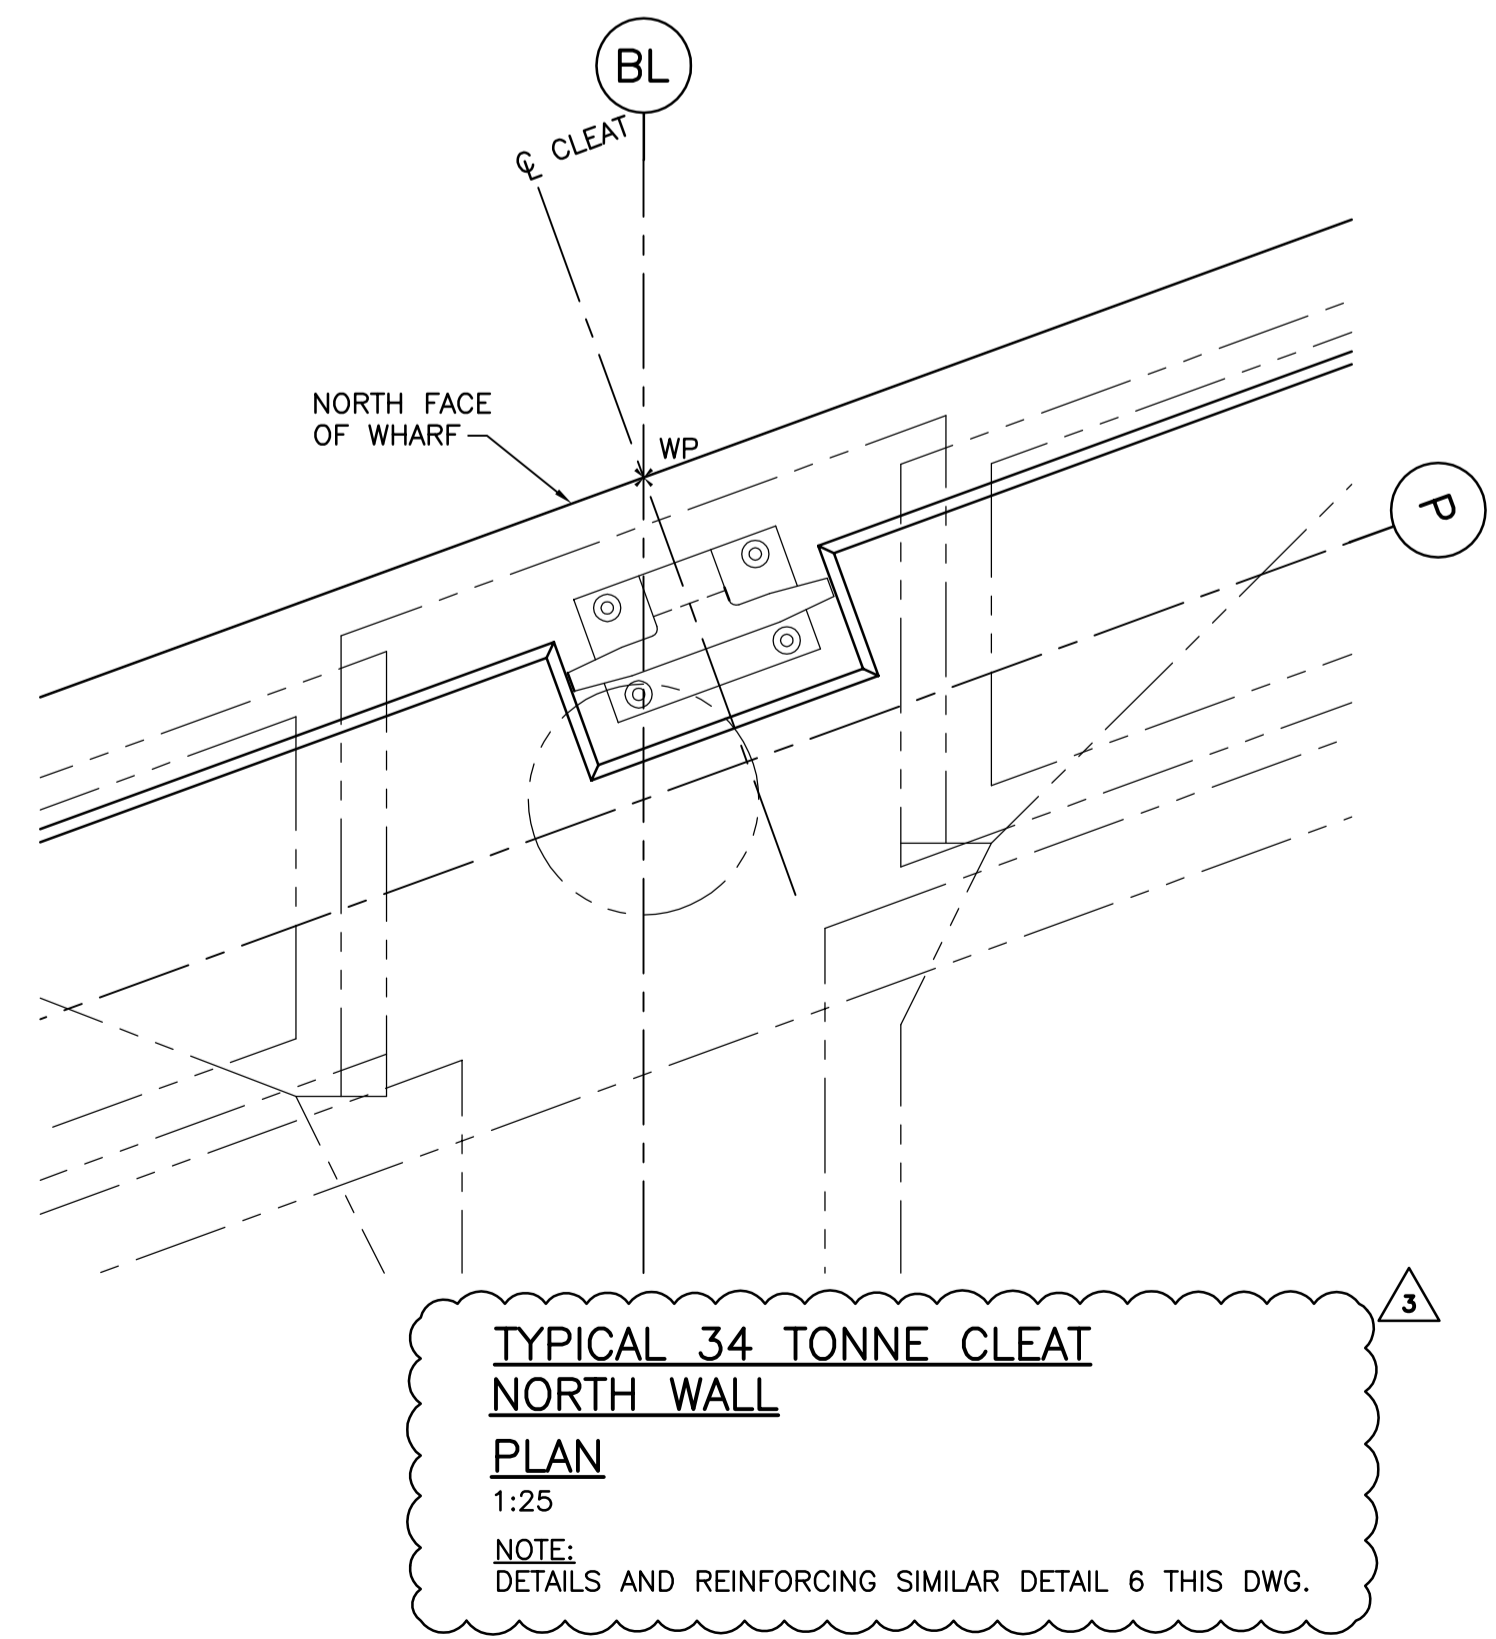 BL
℄ CLEAT
NORTH FACE
OF WHARF
WP
P
3
TYPICAL 34 TONNE CLEAT
NORTH WALL
PLAN
1:25
NOTE:
DETAILS AND REINFORCING SIMILAR DETAIL 6 THIS DWG.